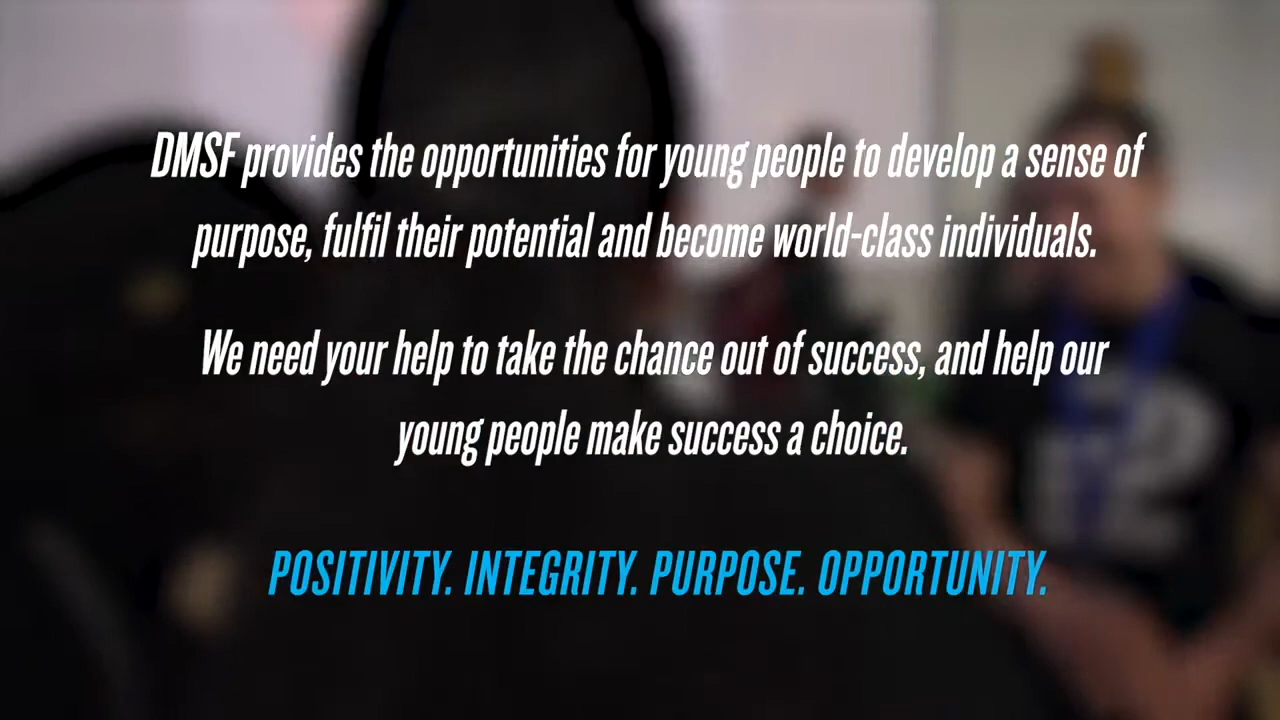 DMSF provides the opportunities for young people to develop a sense of
purpose, fulfil their potential and become world-class individuals.
We need your help to take the chance out of success, and help our
young people make success a choice.
POSITIVITY. INTEGRITY. PURPOSE. OPPORTUNITY.